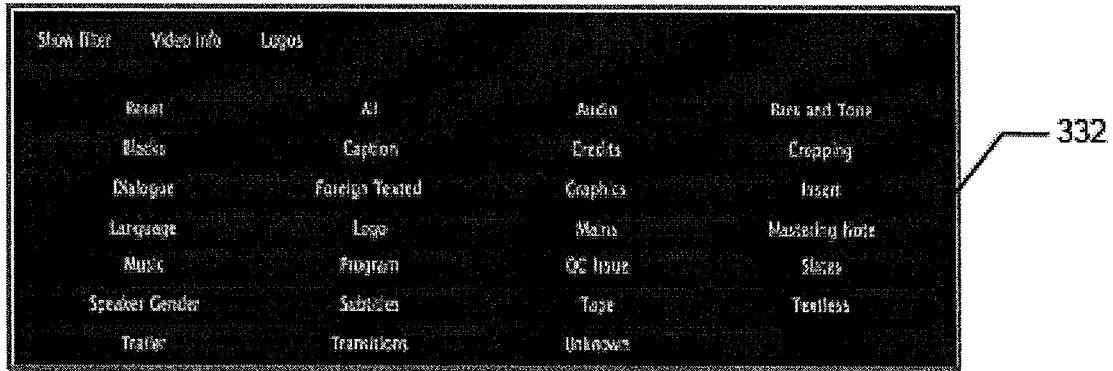 Show filter Video info Logos
Reset All Audio Bars and Tone
Blacks Caption Credits Cropping
Dialogue Foreign Texted Graphics Insert
Language Logo Mains Mastering Note
Music Program QC Issue Slates
Speaker Gender Subtitles Tape Textless
Trailer Transitions Unknown
332